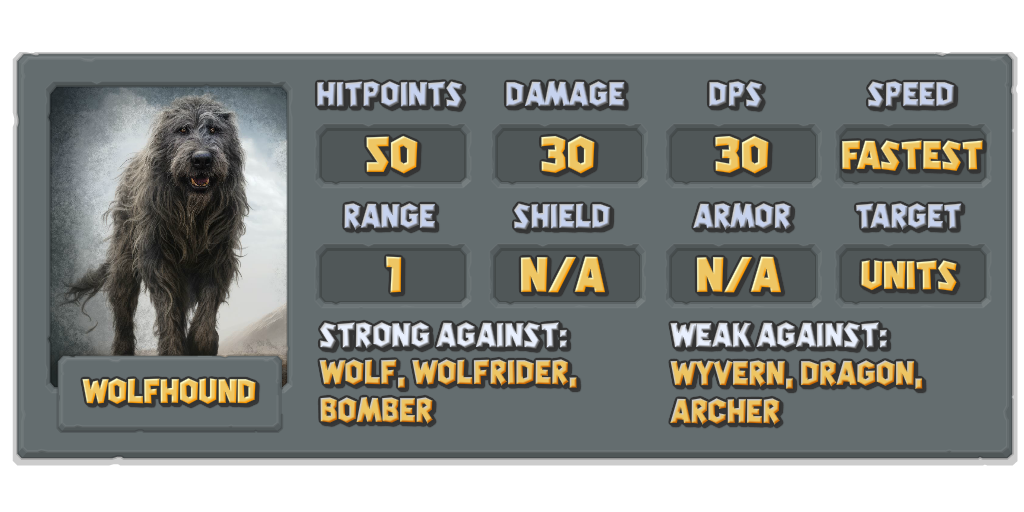 HITPOINTS DAMAGE DPS SPEED
50 30 30 FASTEST
RANGE SHIELD ARMOR TARGET
1 N/A N/A UNITS
WOLFHOUND
STRONG AGAINST:
WOLF, WOLFRIDER,
BOMBER
WEAK AGAINST:
WYVERN, DRAGON,
ARCHER